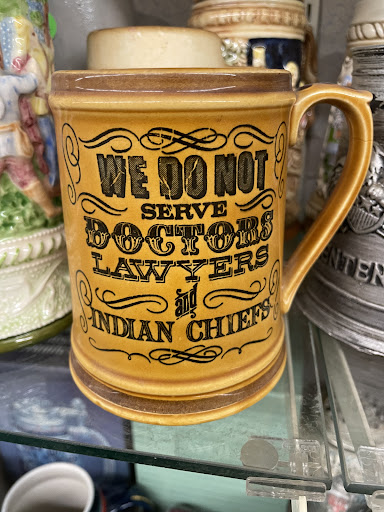 WE DO NOT
SERVE
DOCTORS
LAWYERS
and
INDIAN CHIEFS